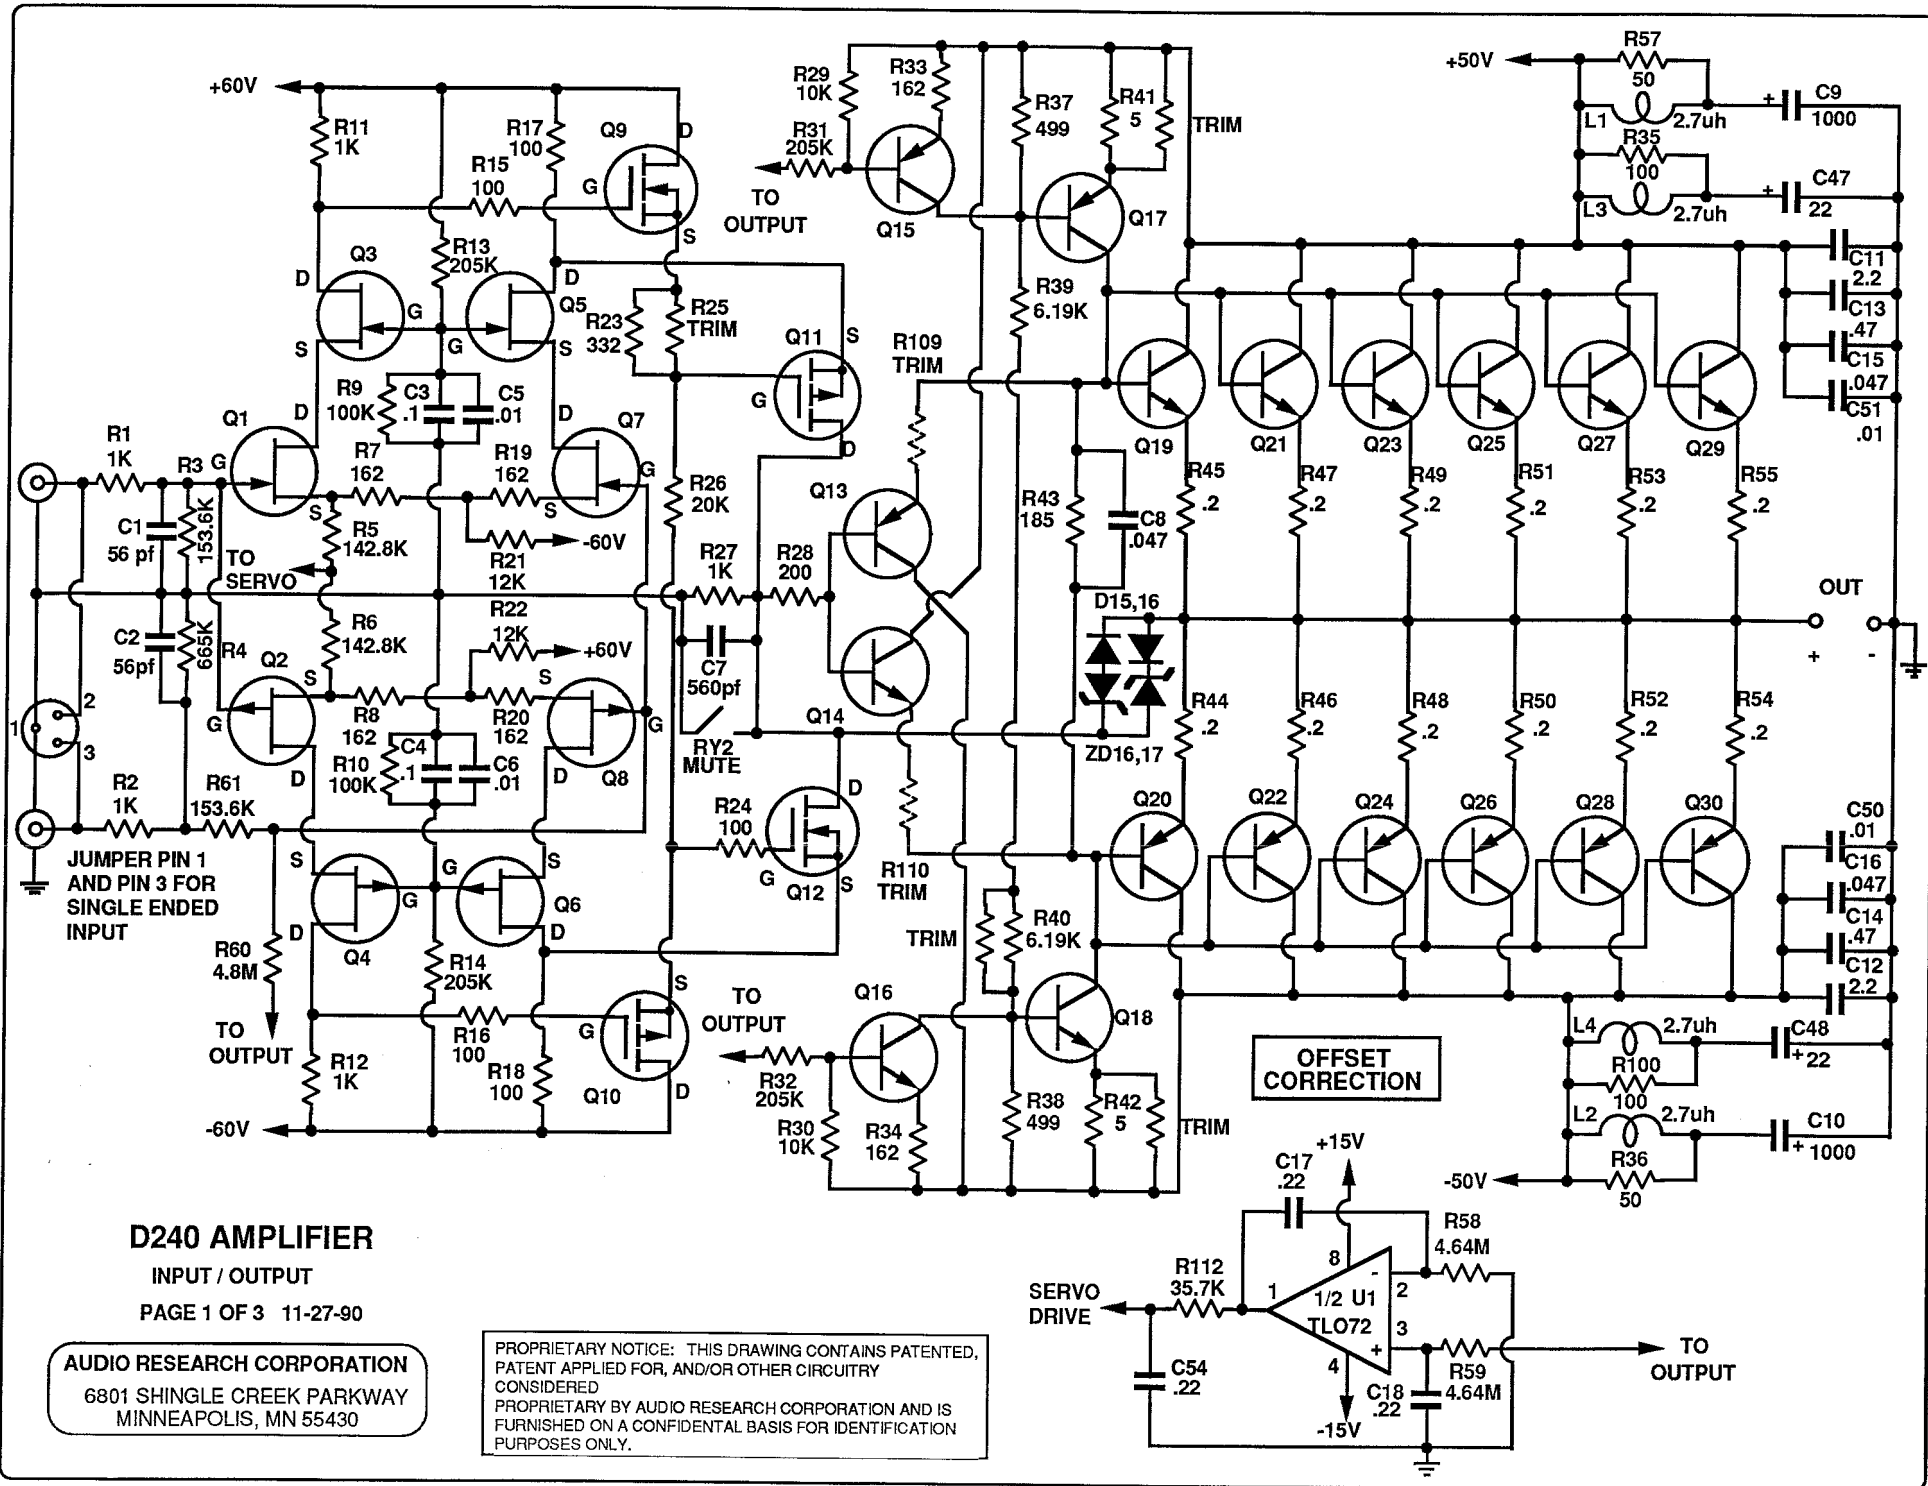 +60V
R11
1K
R17
100
Q9
D
R15
100
G
S
R13
205K
Q3
D
G
S
D
Q5
G
S
R23
332
R25
TRIM
Q11
S
G
D
R9
100K
C3
.1
C5
.01
Q1
D
D
Q7
R1
1K
R3
G
153.6K
R7
162
R19
162
G
S
S
C1
56 pf
R5
142.8K
R21
12K
-60V
TO
SERVO
R26
20K
R27
1K
R28
200
C7
560pf
RY2
MUTE
R6
142.8K
R22
12K
+60V
C2
56pf
665K
R4
Q2
S
S
G
R8
162
R20
162
G
D
D
Q8
C4
.1
R10
100K
C6
.01
1
2
3
R2
1K
R61
153.6K
JUMPER PIN 1
AND PIN 3 FOR
SINGLE ENDED
INPUT
S
G
S
D
Q4
G
Q6
D
R24
100
Q14
D
G
Q12
S
R60
4.8M
TO
OUTPUT
R14
205K
R16
100
R12
1K
R18
100
S
G
Q10
D
-60V
R29
10K
R33
162
R31
205K
TO
OUTPUT
Q15
R37
499
R41
5
TRIM
Q17
R39
6.19K
R109
TRIM
Q13
R43
185
C8
.047
D15,16
ZD16,17
R110
TRIM
TRIM
R40
6.19K
TO
OUTPUT
Q16
Q18
R32
205K
R30
10K
R34
162
R38
499
R42
5
TRIM
Q19
Q21
Q23
Q25
Q27
Q29
R45
.2
R47
.2
R49
.2
R51
.2
R53
.2
R55
.2
R44
.2
R46
.2
R48
.2
R50
.2
R52
.2
R54
.2
Q20
Q22
Q24
Q26
Q28
Q30
+50V
R57
50
L1
2.7uh
+
C9
1000
R35
100
L3
2.7uh
+
C47
22
C11
2.2
C13
.47
C15
.047
C51
.01
OUT
+
-
C50
.01
C16
.047
C14
.47
C12
2.2
L4
2.7uh
C48
+
22
R100
100
L2
2.7uh
C10
+
1000
R36
50
-50V
OFFSET
CORRECTION
C17
.22
+15V
R58
4.64M
R112
35.7K
SERVO
DRIVE
1
8
-
2
1/2 U1
TLO72
3
+
4
-15V
C18
.22
R59
4.64M
TO
OUTPUT
C54
.22
D240 AMPLIFIER
INPUT / OUTPUT
PAGE 1 OF 3 11-27-90
AUDIO RESEARCH CORPORATION
6801 SHINGLE CREEK PARKWAY
MINNEAPOLIS, MN 55430
PROPRIETARY NOTICE: THIS DRAWING CONTAINS PATENTED,
PATENT APPLIED FOR, AND/OR OTHER CIRCUITRY
CONSIDERED
PROPRIETARY BY AUDIO RESEARCH CORPORATION AND IS
FURNISHED ON A CONFIDENTAL BASIS FOR IDENTIFICATION
PURPOSES ONLY.